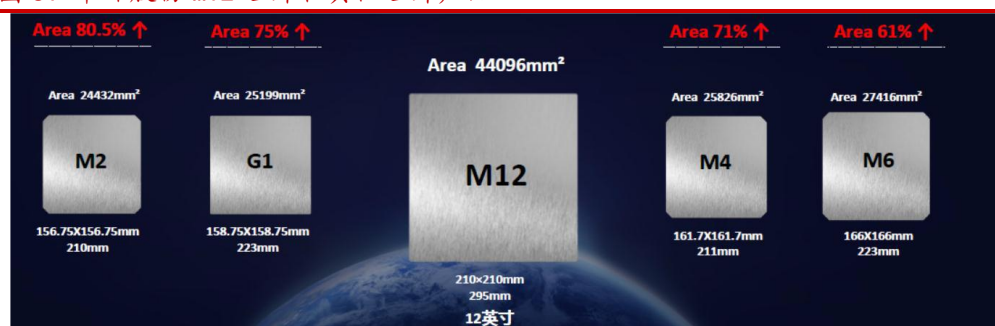 Area 80.5% ↑
Area 75% ↑
Area 71% ↑
Area 61% ↑
Area 44096mm²
Area 24432mm²
Area 25199mm²
Area 25826mm²
Area 27416mm²
M2
G1
M12
M4
M6
156.75X156.75mm
210mm
158.75X158.75mm
223mm
210×210mm
295mm
12英寸
161.7X161.7mm
211mm
166X166mm
223mm